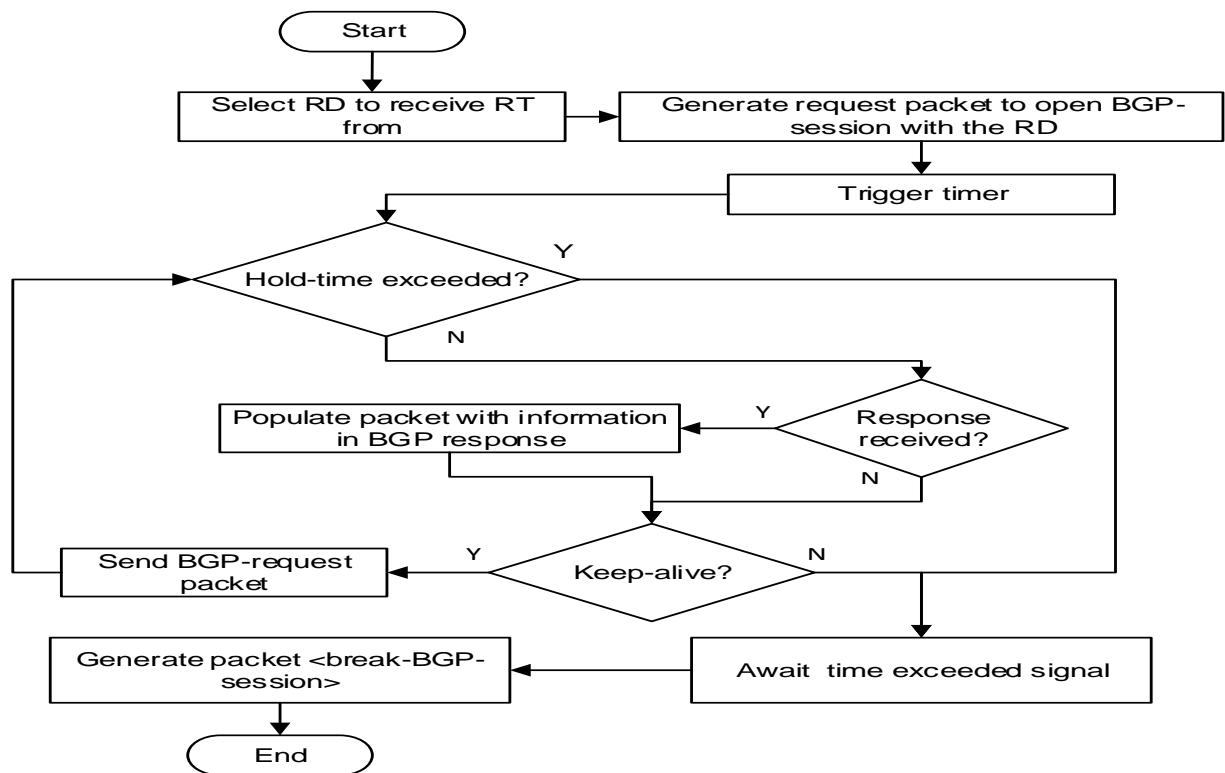 Start
Select RD to receive RT
from
Generate request packet to open BGP-
session with the RD
Trigger timer
Hold-time exceeded?
Y
N
Populate packet with information
in BGP response
Y
Response
received?
N
Send BGP-request
packet
Y
Keep-alive?
N
Generate packet <break-BGP-
session>
Await time exceeded signal
End